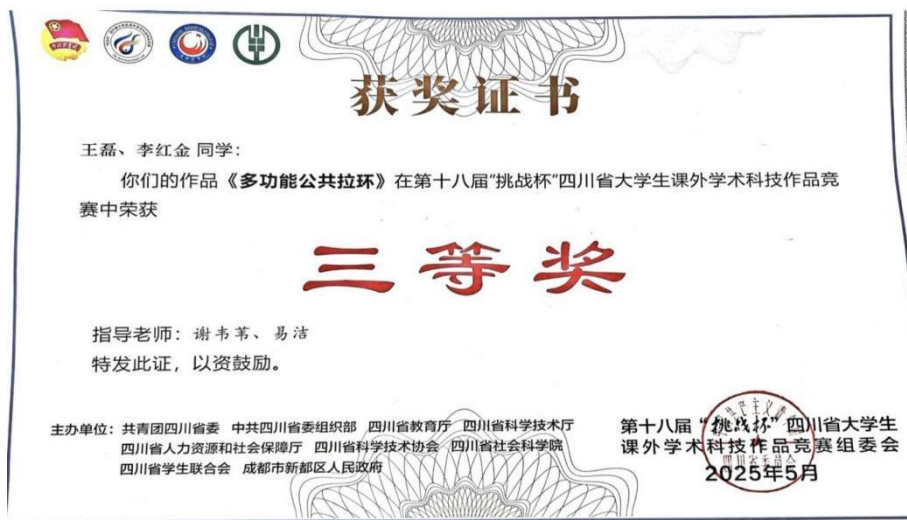 获奖证书
王磊、李红金 同学：
你们的作品《多功能公共拉环》在第十八届"挑战杯"四川省大学生课外学术科技作品竞
赛中荣获
三等奖
指导老师：谢韦苇、易洁
特发此证，以资鼓励。
主办单位：共青团四川省委 中共四川省委组织部 四川省教育厅 四川省科学技术厅
四川省人力资源和社会保障厅 四川省科学技术协会 四川省社会科学院
四川省学生联合会 成都市新都区人民政府
第十八届“挑战杯”四川省大学生
课外学术科技作品竞赛组委会
2025年5月